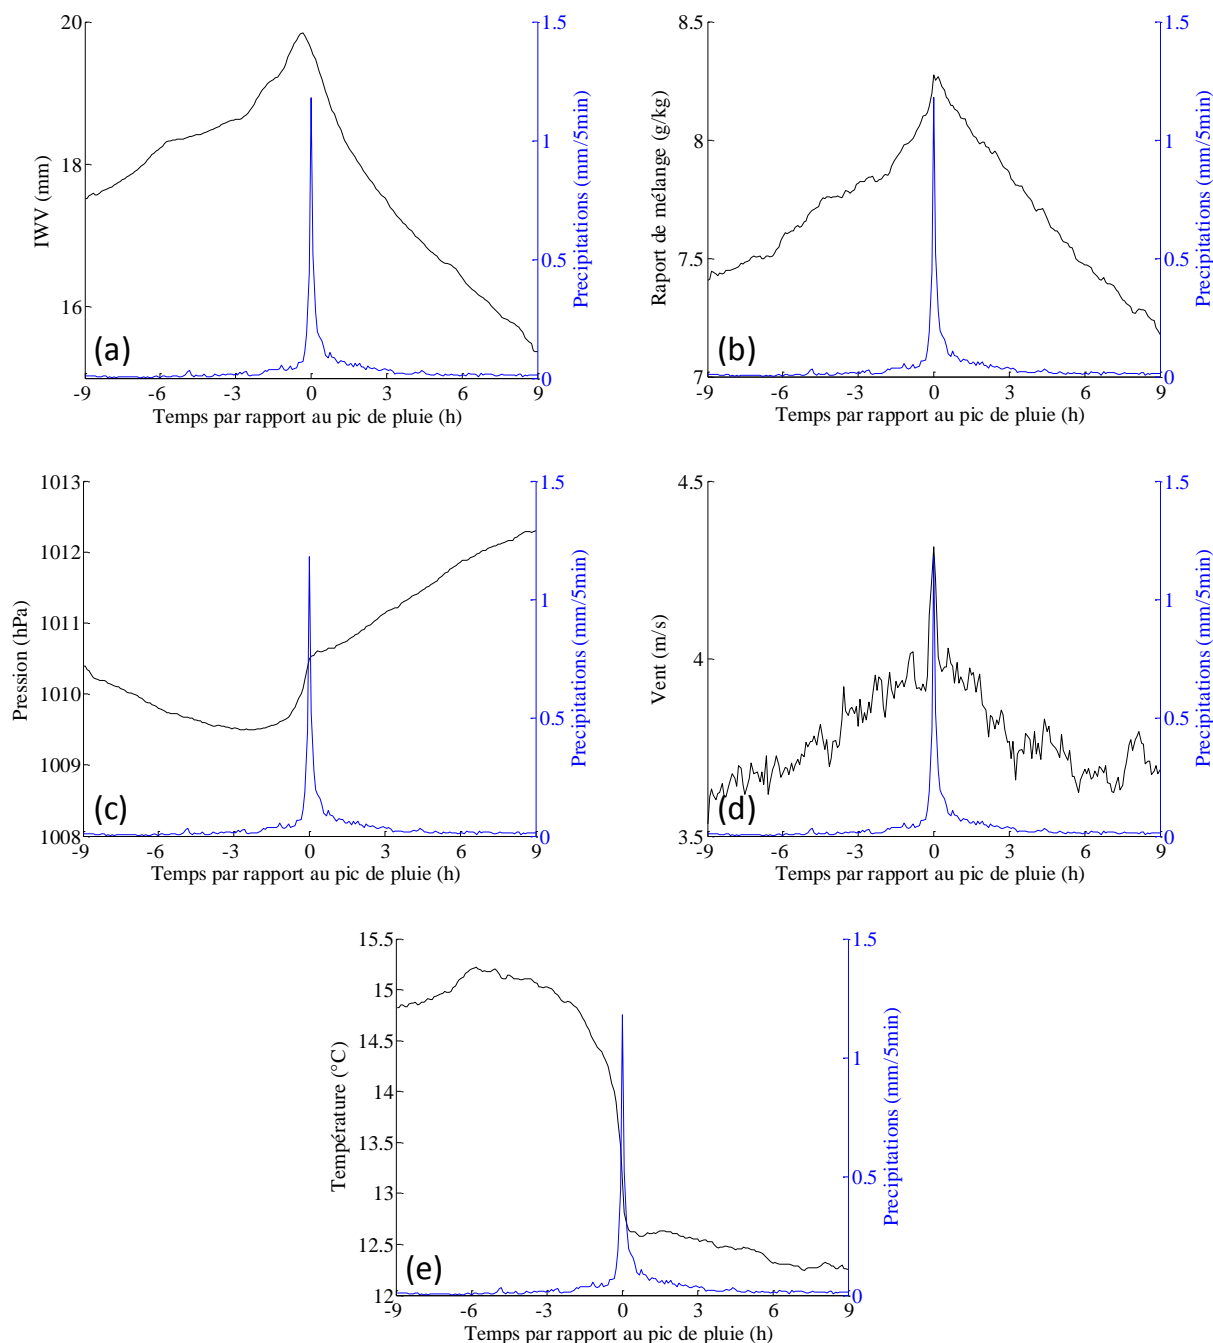 20
18
16
IWV (mm)
1.5
1
0.5
0
Precipitations (mm/5min)
(a)
-9 -6 -3 0 3 6 9
Temps par rapport au pic de pluie (h)
8.5
8
7.5
7
Raport de mélange (g/kg)
1.5
1
0.5
0
Precipitations (mm/5min)
(b)
-9 -6 -3 0 3 6 9
Temps par rapport au pic de pluie (h)
1013
1012
1011
1010
1009
1008
Pression (hPa)
1.5
1
0.5
0
Precipitations (mm/5min)
(c)
-9 -6 -3 0 3 6 9
Temps par rapport au pic de pluie (h)
4.5
4
3.5
Vent (m/s)
1.5
1
0.5
0
Precipitations (mm/5min)
(d)
-9 -6 -3 0 3 6 9
Temps par rapport au pic de pluie (h)
15.5
15
14.5
14
13.5
13
12.5
12
Température (°C)
1.5
1
0.5
0
Precipitations (mm/5min)
(e)
-9 -6 -3 0 3 6 9
Temps par rapport au pic de pluie (h)